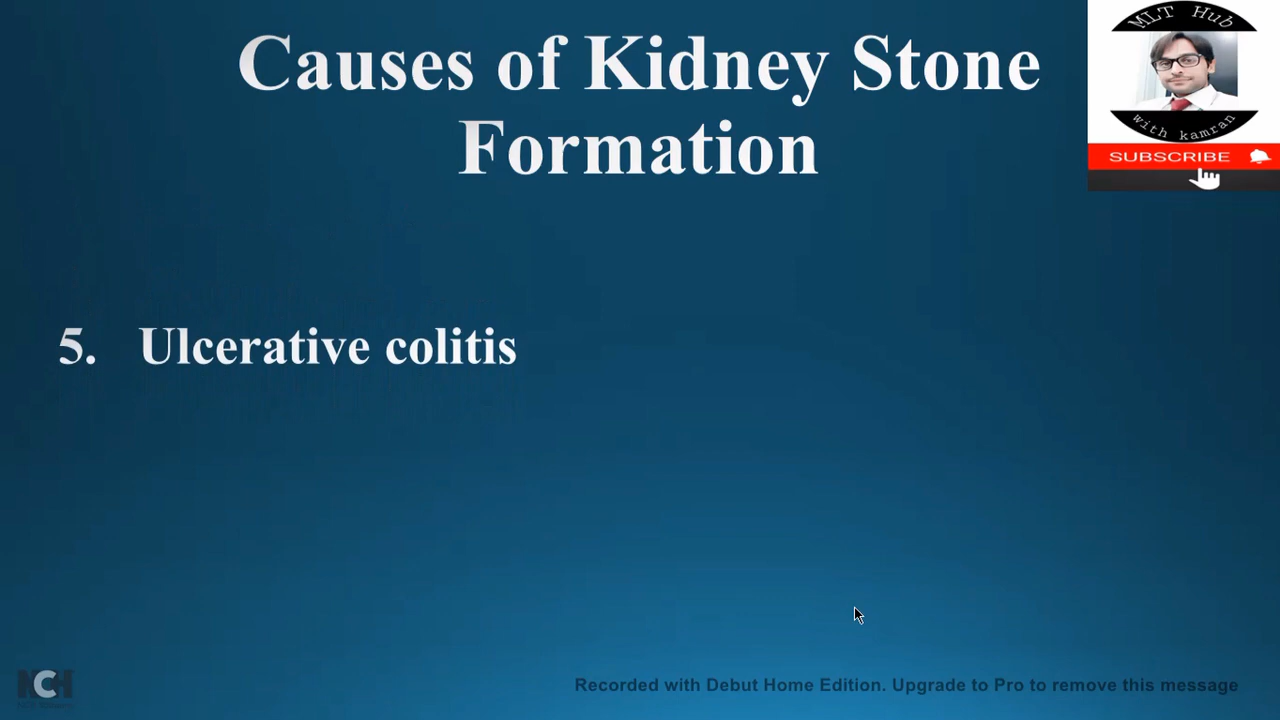 MLT Hub
with kamran
SUBSCRIBE
Causes of Kidney Stone
Formation
5. Ulcerative colitis
NCH
Recorded with Debut Home Edition. Upgrade to Pro to remove this message